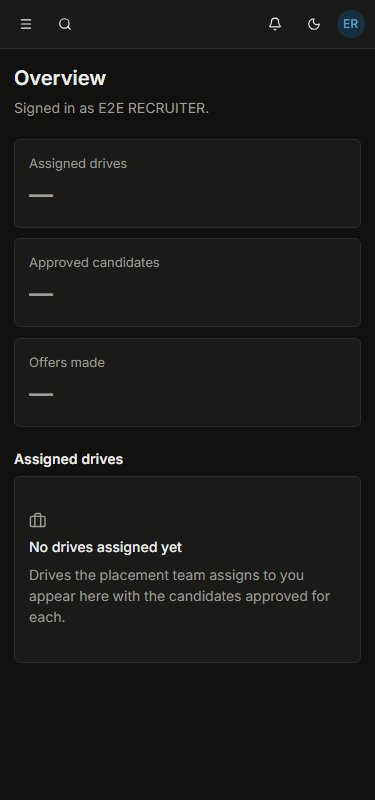 ER
Overview
Signed in as E2E RECRUITER.
Assigned drives
—
Approved candidates
—
Offers made
—
Assigned drives
No drives assigned yet
Drives the placement team assigns to you
appear here with the candidates approved for
each.